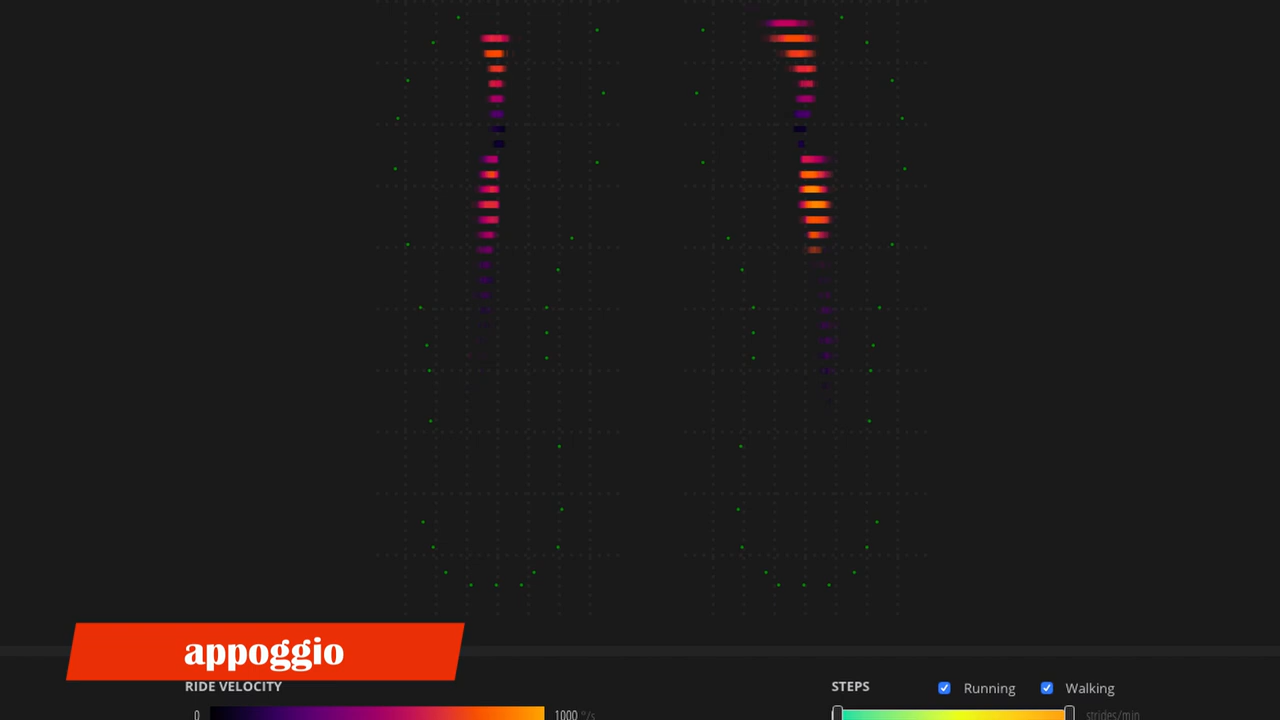 appoggio
RIDE VELOCITY
0
1000 °/s
STEPS
Running
Walking
strides/min